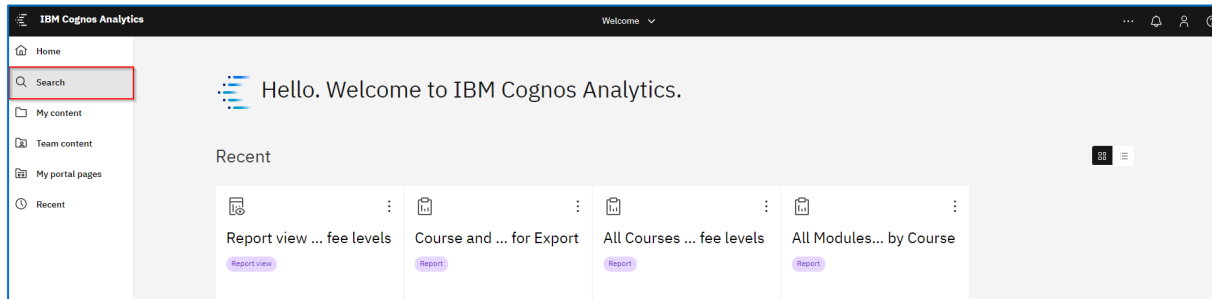 IBM Cognos Analytics
Welcome
Home
Search
My content
Team content
My portal pages
Recent
Hello. Welcome to IBM Cognos Analytics.
Recent
Report view ... fee levels
Report view
Course and ... for Export
Report
All Courses ... fee levels
Report
All Modules... by Course
Report